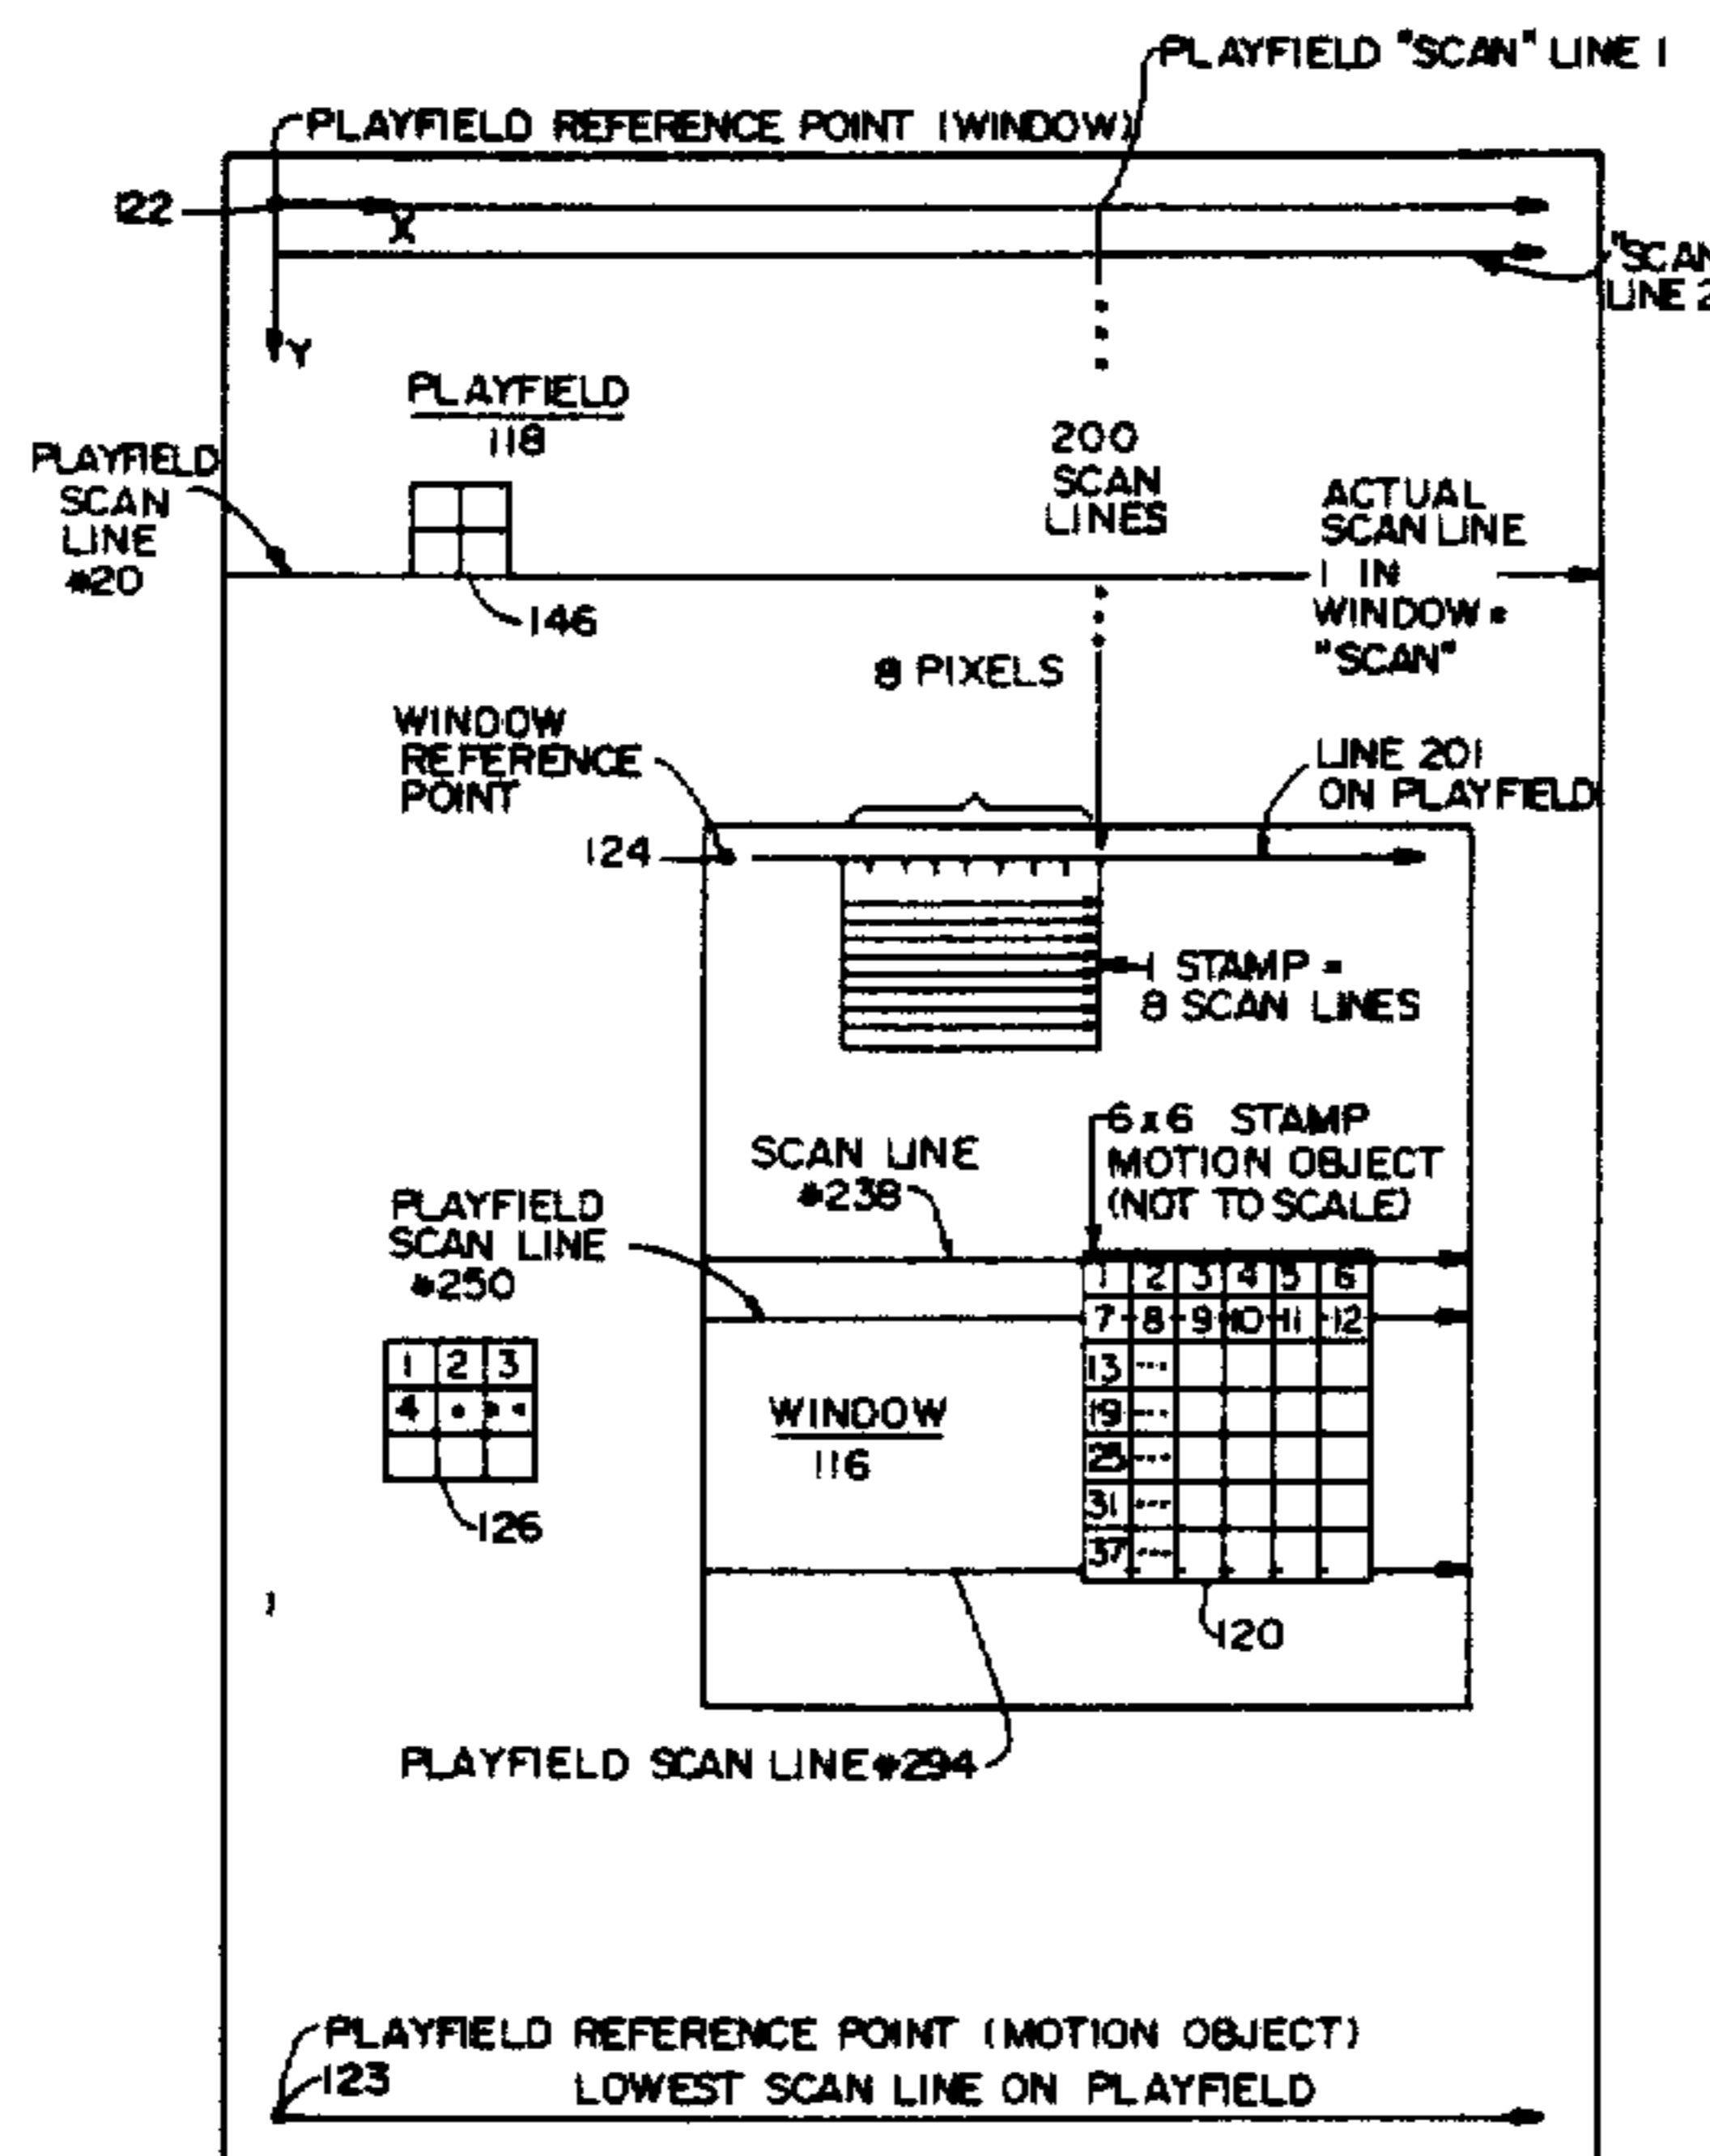 PLAYFIELD "SCAN" LINE 1
PLAYFIELD REFERENCE POINT (WINDOW)
122
X
"SCAN
LINE 2
Y
PLAYFIELD
118
PLAYFIELD
SCAN
LINE
#20
200
SCAN
LINES
ACTUAL
SCAN LINE
1 IN
WINDOW =
"SCAN"
146
8 PIXELS
WINDOW
REFERENCE
POINT
LINE 201
ON PLAYFIELD
124
1 STAMP =
8 SCAN LINES
6x6 STAMP
MOTION OBJECT
(NOT TO SCALE)
SCAN LINE
#238
PLAYFIELD
SCAN LINE
#250
1 2 3 4 5 6
7 8 9 10 11 12
13 ...
19 ...
25 ...
31 ...
37 ...
1 2 3
4
WINDOW
116
126
120
PLAYFIELD SCAN LINE #294
PLAYFIELD REFERENCE POINT (MOTION OBJECT)
123
LOWEST SCAN LINE ON PLAYFIELD